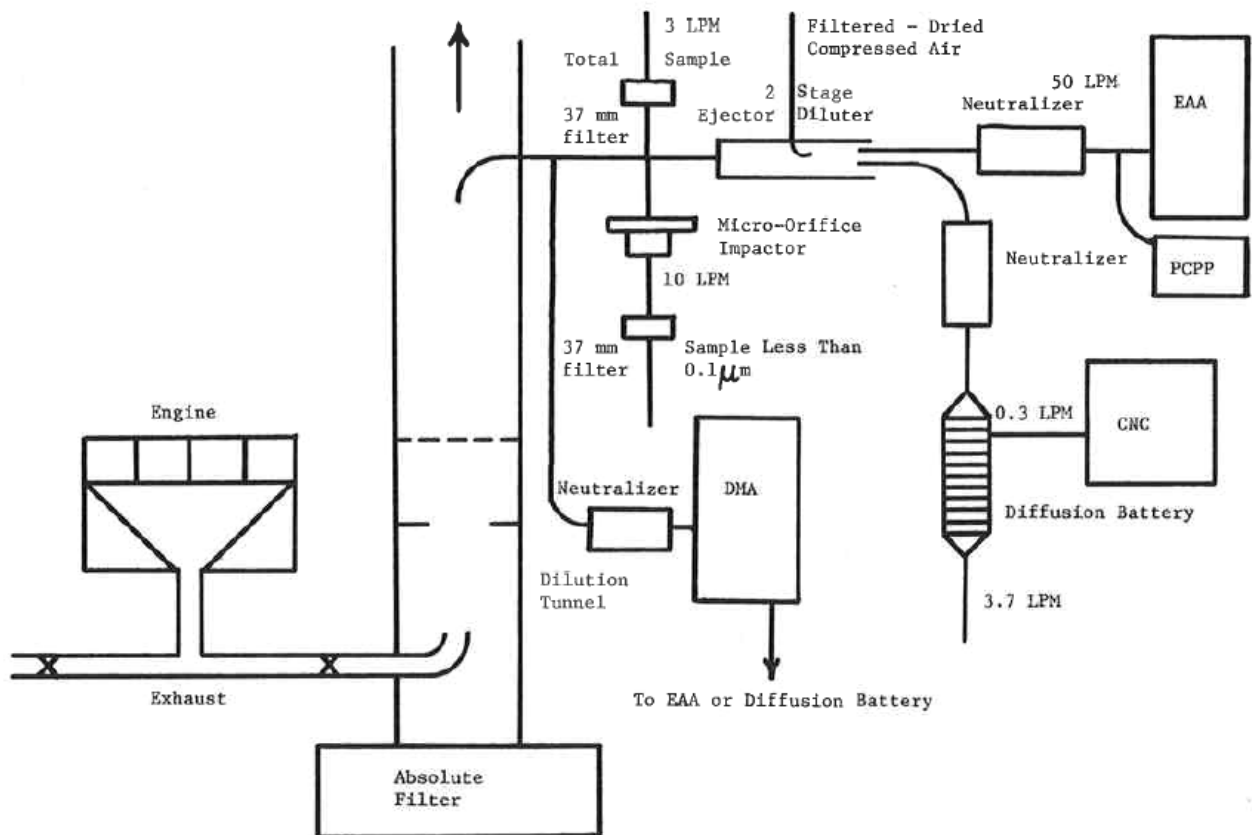 3 LPM
Total Sample
37 mm
filter
Filtered - Dried
Compressed Air
2 Stage
Ejector Diluter
50 LPM
Neutralizer
EAA
PCPP
Micro-Orifice
Impactor
10 LPM
37 mm
filter
Sample Less Than
0.1μm
Neutralizer
0.3 LPM
CNC
Diffusion Battery
3.7 LPM
Engine
Neutralizer
DMA
Dilution
Tunnel
To EAA or Diffusion Battery
Exhaust
Absolute
Filter